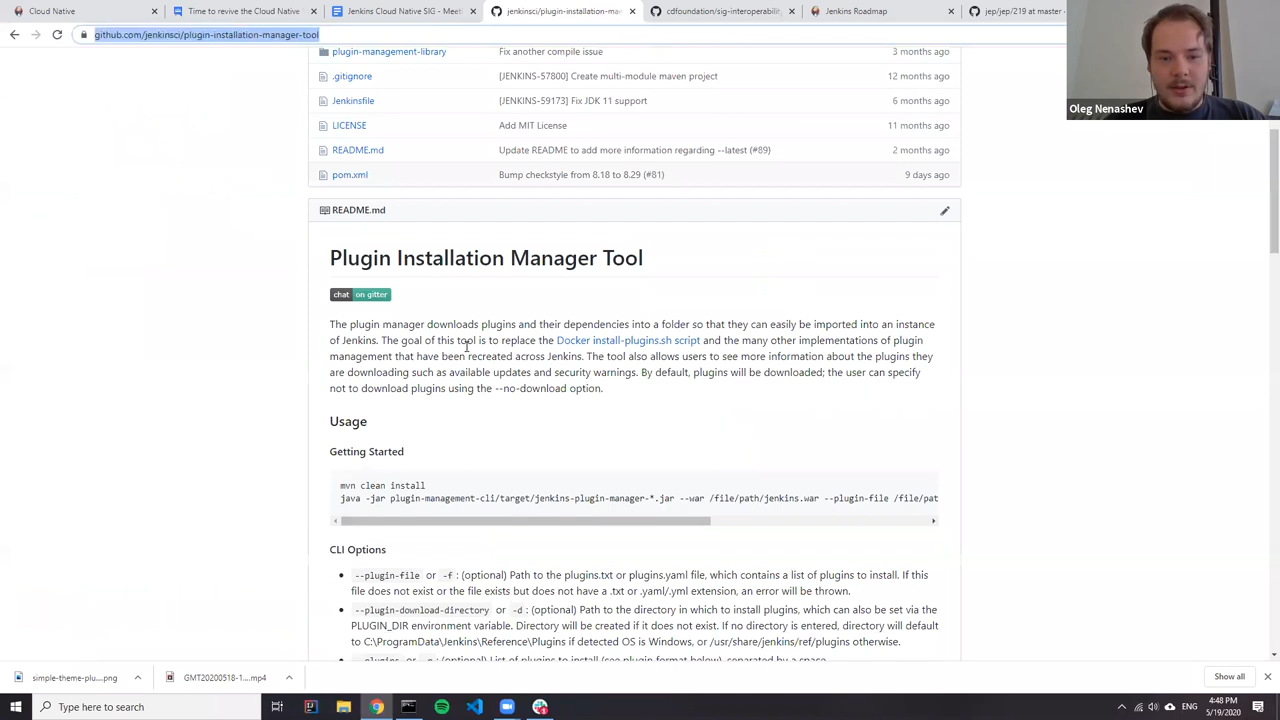 Cloud Native
Time to revive the Cloud Native
Jenkins Cloud Native SIG - Meet
jenkinsci/plugin-installation-ma
cdfoundation/sig-interoperability
Jenkins Roadmap
jep/jep/219 at master
github.com/jenkinsci/plugin-installation-manager-tool
plugin-management-library Fix another compile issue 3 months ago
.gitignore [JENKINS-57800] Create multi-module maven project 12 months ago
Jenkinsfile [JENKINS-59173] Fix JDK 11 support 6 months ago
LICENSE Add MIT License 11 months ago
README.md Update README to add more information regarding --latest (#89) 2 months ago
pom.xml Bump checkstyle from 8.18 to 8.29 (#81) 9 days ago
Oleg Nenashev
README.md
Plugin Installation Manager Tool
chat on gitter
The plugin manager downloads plugins and their dependencies into a folder so that they can easily be imported into an instance
of Jenkins. The goal of this tool is to replace the Docker install-plugins.sh script and the many other implementations of plugin
management that have been recreated across Jenkins. The tool also allows users to see more information about the plugins they
are downloading such as available updates and security warnings. By default, plugins will be downloaded; the user can specify
not to download plugins using the --no-download option.
Usage
Getting Started
mvn clean install
java -jar plugin-management-cli/target/jenkins-plugin-manager-*.jar --war /file/path/jenkins.war --plugin-file /file/pat
CLI Options
--plugin-file or -f : (optional) Path to the plugins.txt or plugins.yaml file, which contains a list of plugins to install. If this
file does not exist or the file exists but does not have a .txt or .yaml/.yml extension, an error will be thrown.
--plugin-download-directory or -d : (optional) Path to the directory in which to install plugins, which can also be set via the
PLUGIN_DIR environment variable. Directory will be created if it does not exist. If no directory is entered, directory will default
to C:\ProgramData\Jenkins\Reference\Plugins if detected OS is Windows, or /usr/share/jenkins/ref/plugins otherwise.
--plugins or -p : (optional) List of plugins to install (see plugin format below), separated by a space.
simple-theme-plu....png
GMT20200518-1....mp4
Show all
Type here to search
ENG
4:48 PM
5/19/2020